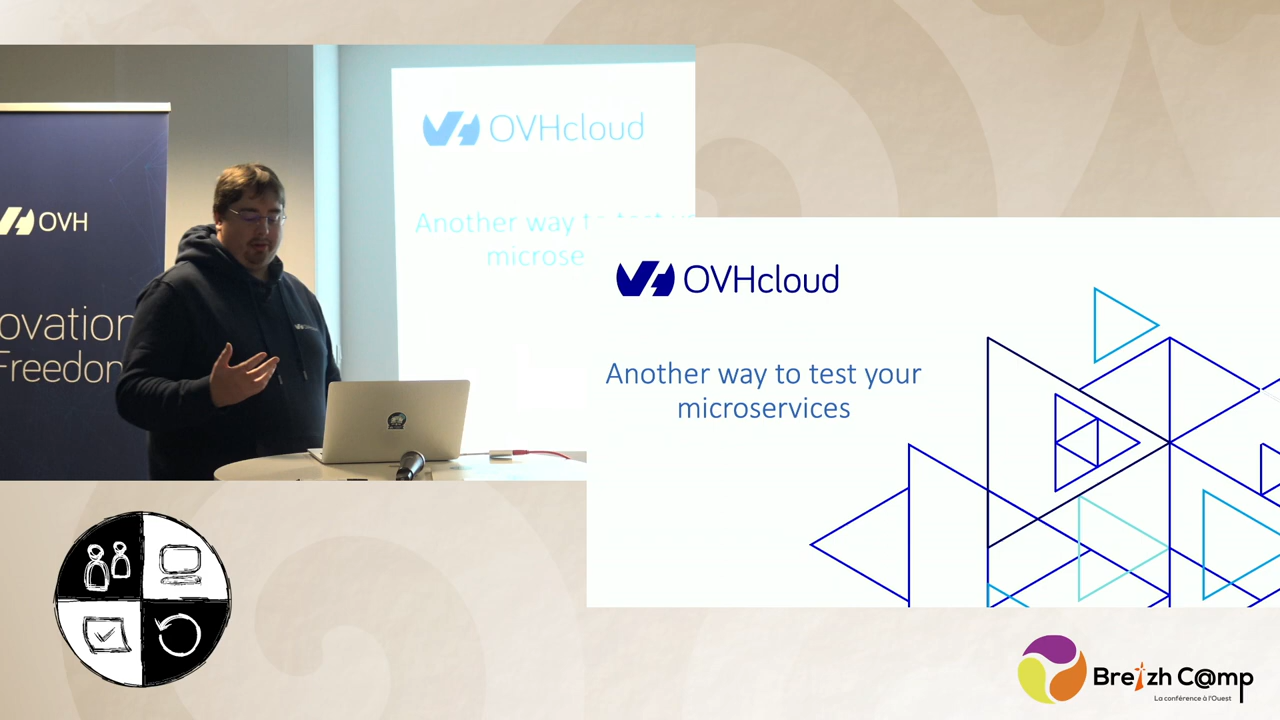 OVH
ovation
Freedom
OVHcloud
Another way to test your
microse
OVHcloud
Another way to test your
microservices
Breizh C@mp
La conférence à l'Ouest